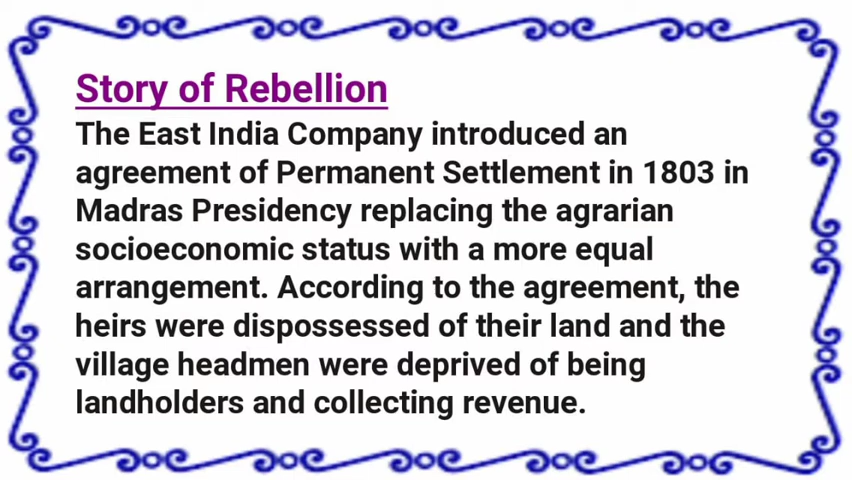 Story of Rebellion
The East India Company introduced an
agreement of Permanent Settlement in 1803 in
Madras Presidency replacing the agrarian
socioeconomic status with a more equal
arrangement. According to the agreement, the
heirs were dispossessed of their land and the
village headmen were deprived of being
landholders and collecting revenue.